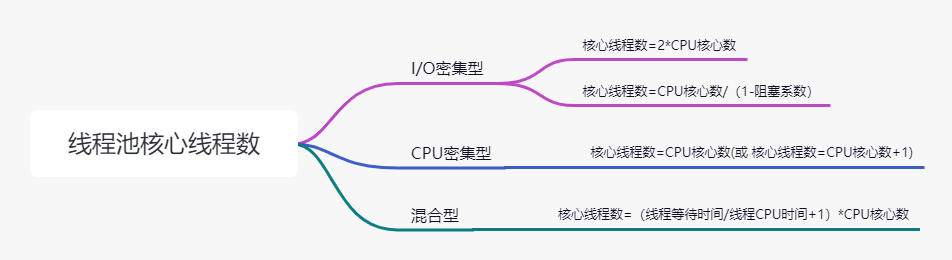 线程池核心线程数
I/O密集型
核心线程数=2*CPU核心数
核心线程数=CPU核心数/（1-阻塞系数）
CPU密集型
核心线程数=CPU核心数(或 核心线程数=CPU核心数+1)
混合型
核心线程数=（线程等待时间/线程CPU时间+1）*CPU核心数